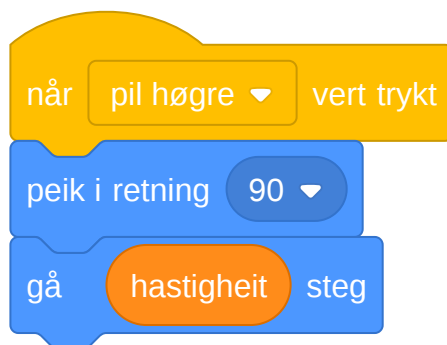 når pil høgre vert trykt
peik i retning 90
gå hastigheit steg